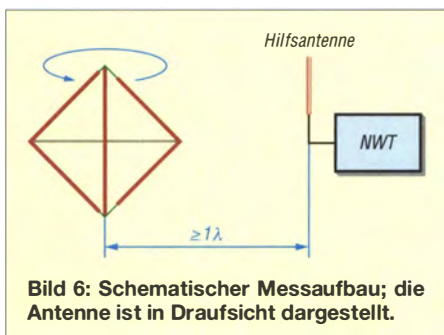 Hilfsantenne
NWT
≥1λ
Bild 6: Schematischer Messaufbau; die
Antenne ist in Draufsicht dargestellt.